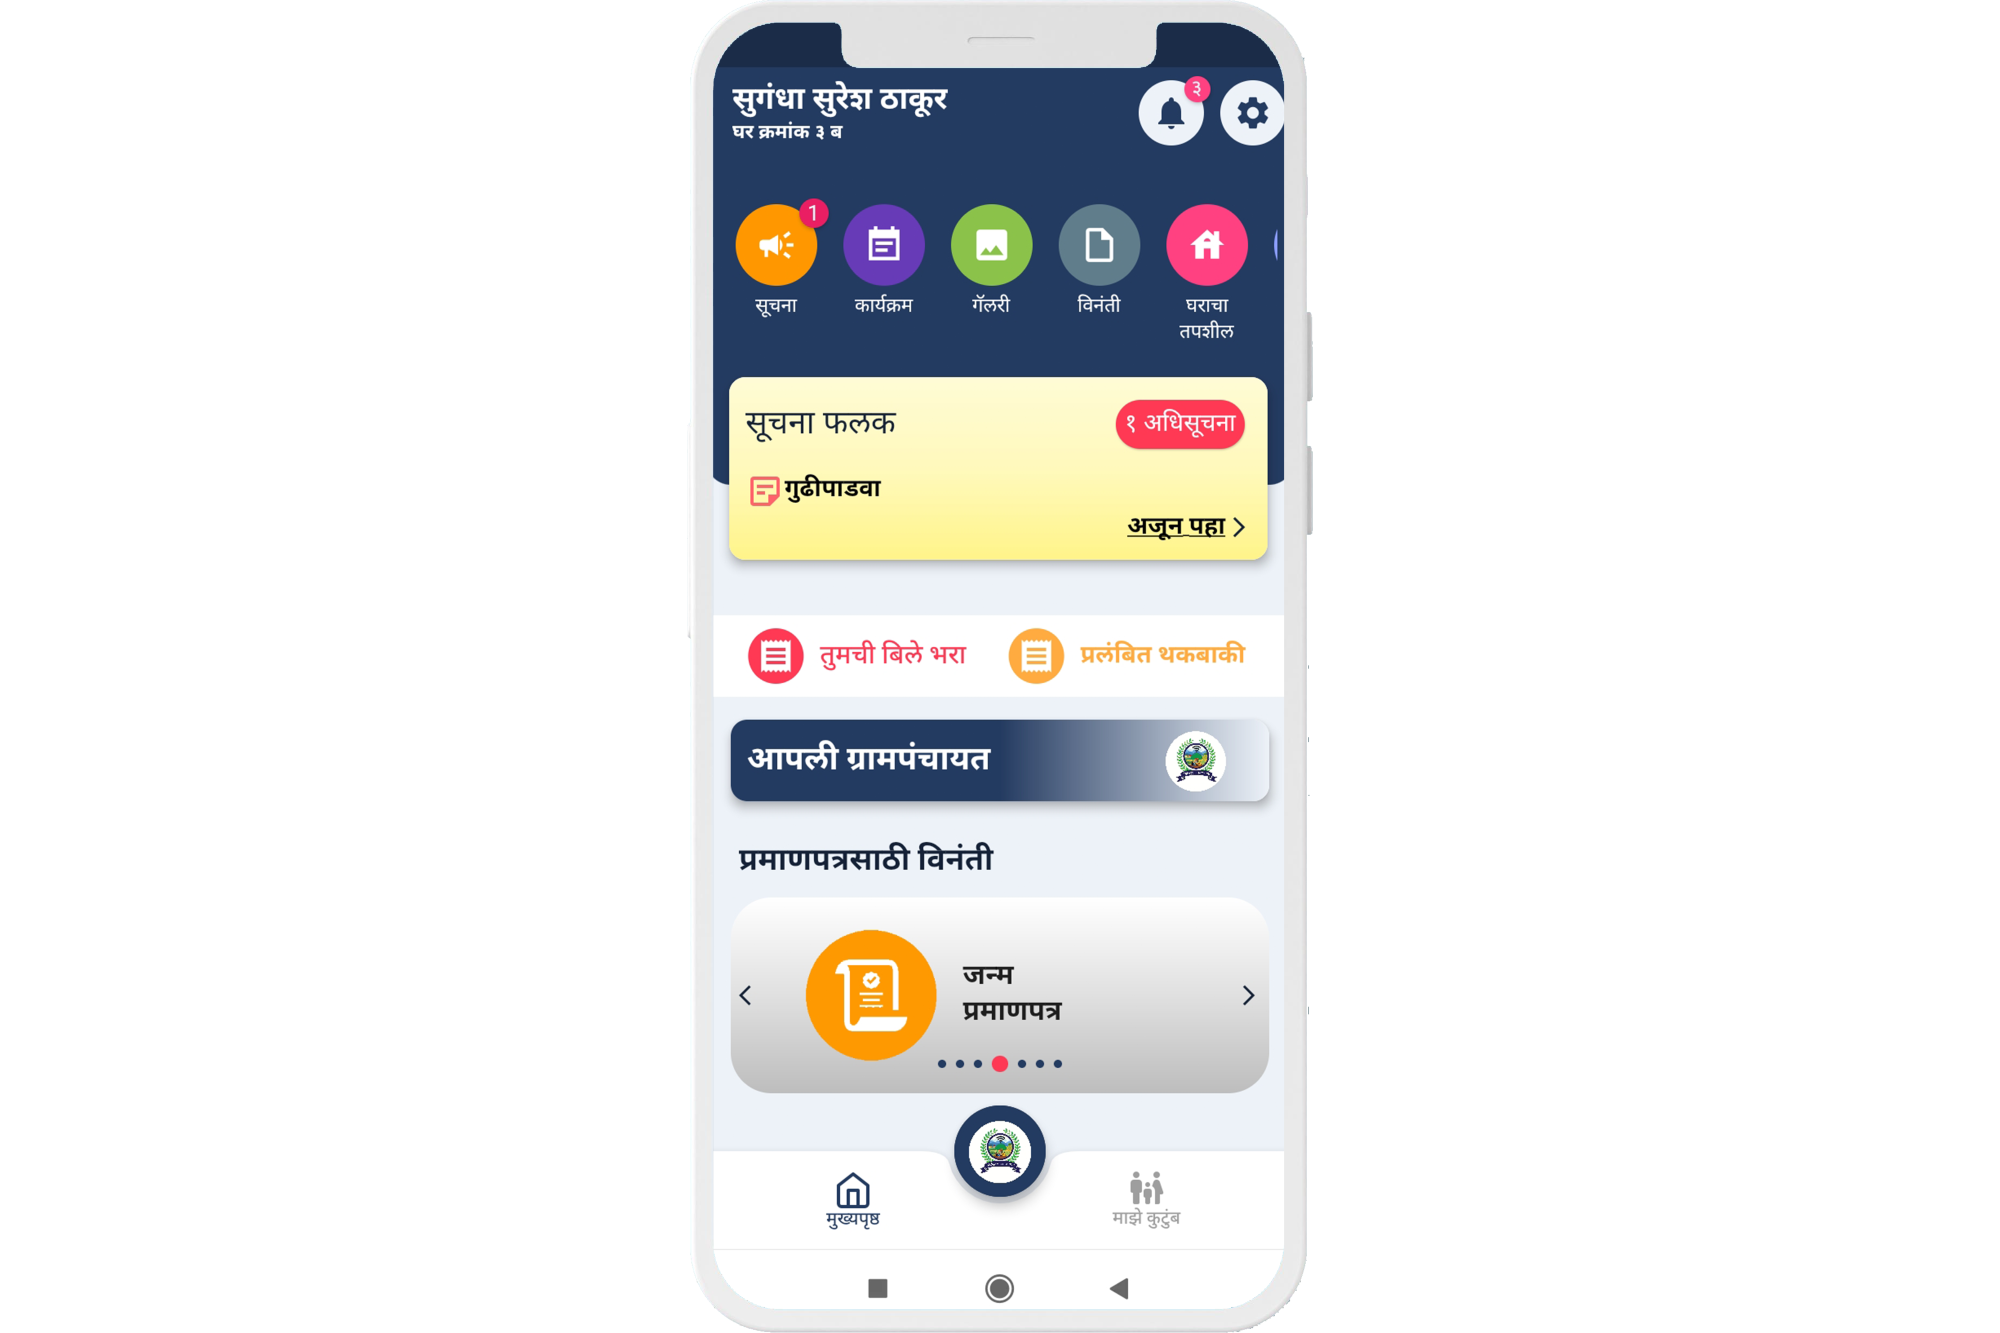 सुगंधा सुरेश ठाकूर
घर क्रमांक ३ ब
३
1
सूचना
कार्यक्रम
गॅलरी
विनंती
घराचा
तपशील
सूचना फलक
१ अधिसूचना
गुढीपाडवा
अजून पहा
तुमची बिले भरा
प्रलंबित थकबाकी
आपली ग्रामपंचायत
प्रमाणपत्रसाठी विनंती
जन्म
प्रमाणपत्र
मुख्यपृष्ठ
माझे कुटुंब